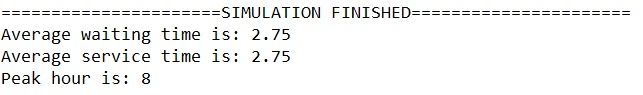 ======================SIMULATION FINISHED======================
Average waiting time is: 2.75
Average service time is: 2.75
Peak hour is: 8